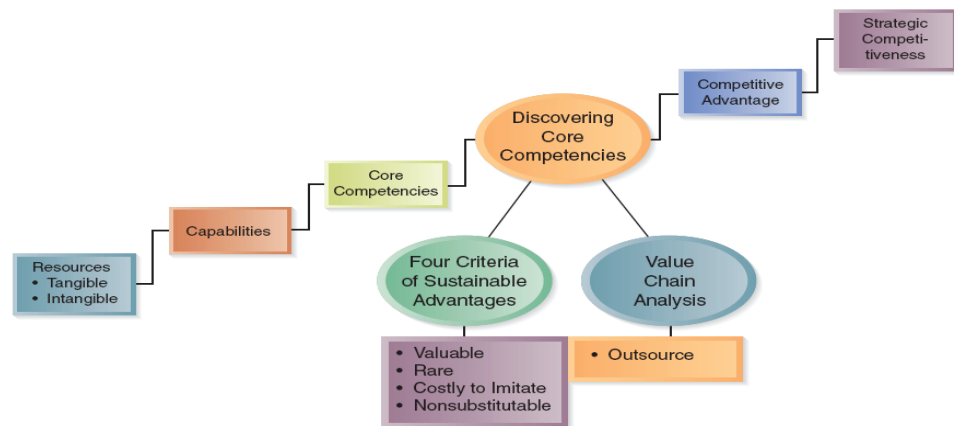 Strategic
Competi-
tiveness
Competitive
Advantage
Discovering
Core
Competencies
Core
Competencies
Capabilities
Resources
• Tangible
• Intangible
Four Criteria
of Sustainable
Advantages
Value
Chain
Analysis
• Valuable
• Rare
• Costly to Imitate
• Nonsubstitutable
• Outsource